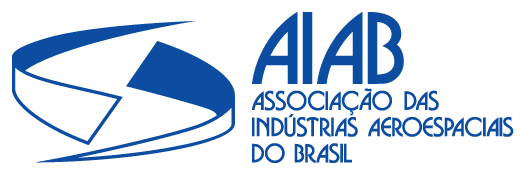 AIAB
ASSOCIAÇÃO DAS
INDÚSTRIAS AEROESPACIAIS
DO BRASIL